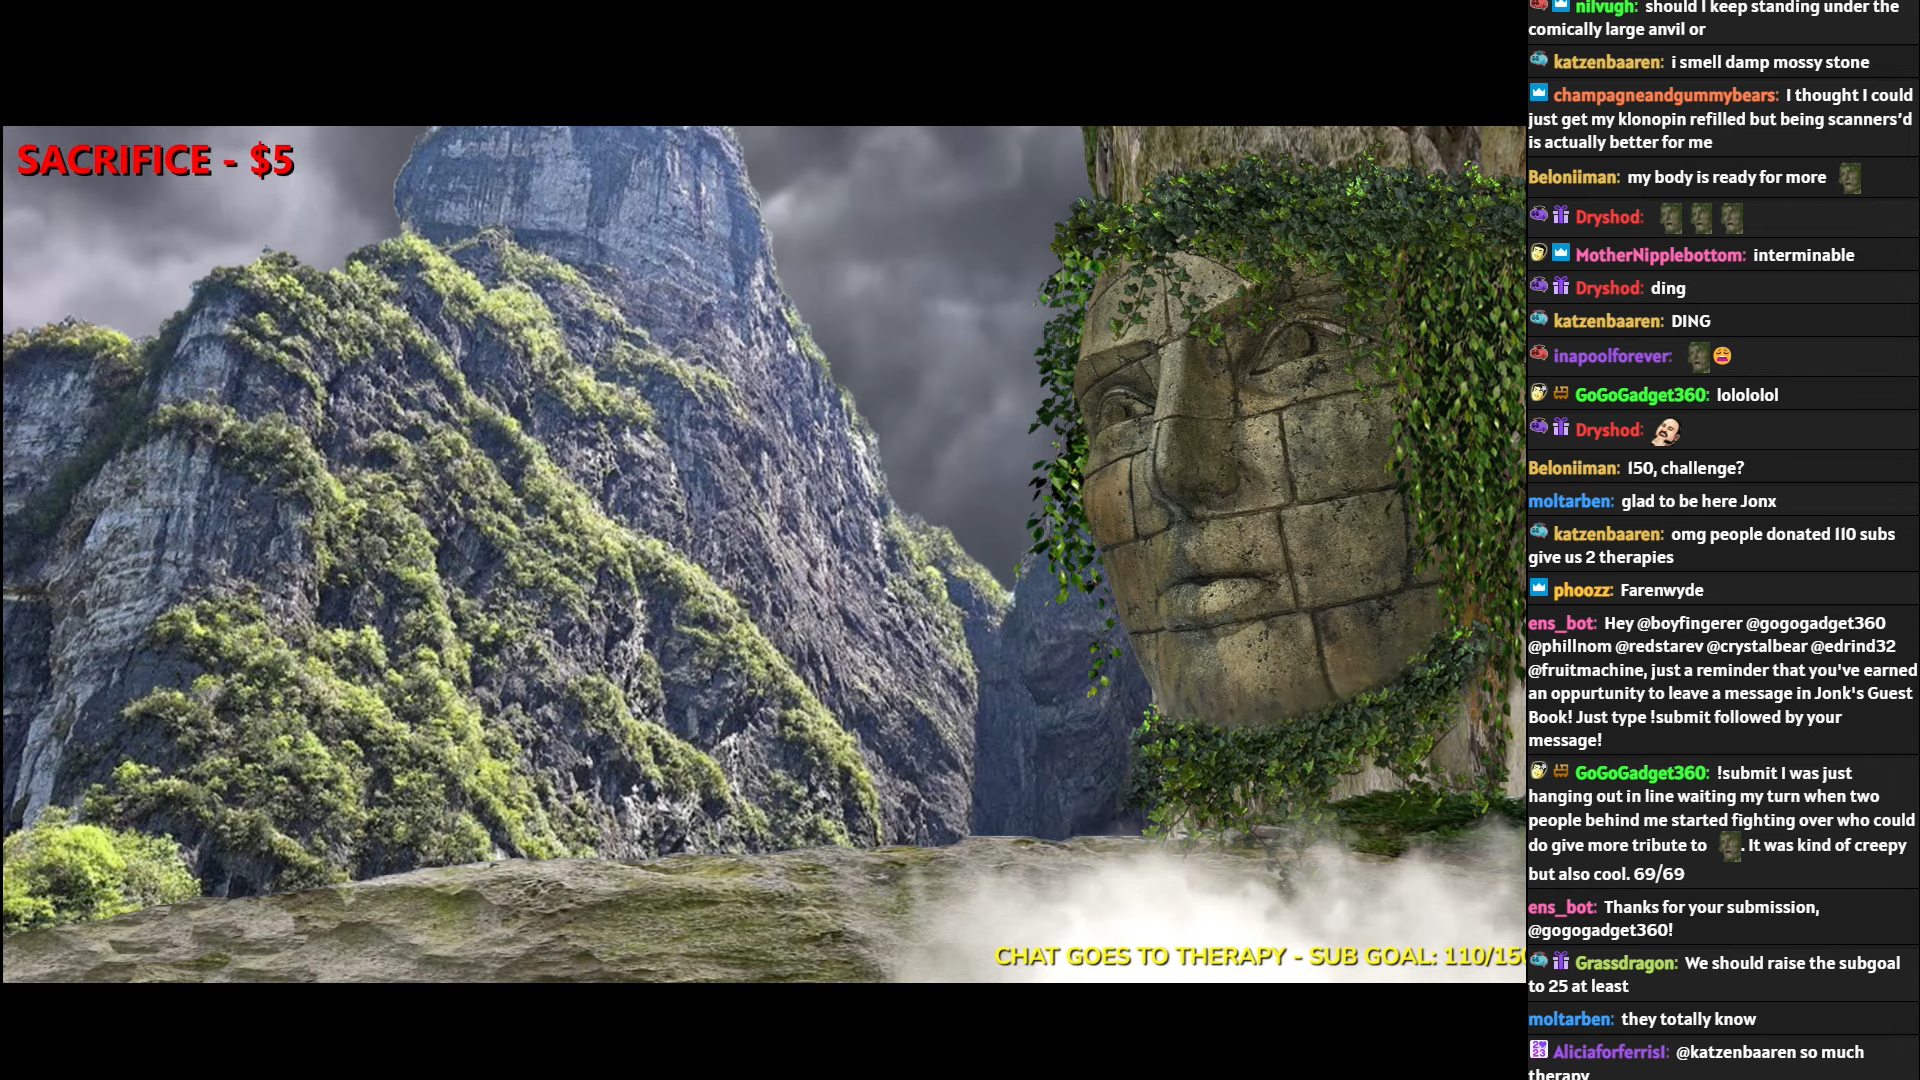 SACRIFICE - $5
CHAT GOES TO THERAPY - SUB GOAL: 110/150
nilvugh: should I keep standing under the
comically large anvil or
katzenbaaren: i smell damp mossy stone
champagneandgummybears: I thought I could
just get my klonopin refilled but being scanners'd
is actually better for me
Beloniiman: my body is ready for more
Dryshod:
MotherNipplebottom: interminable
Dryshod: ding
katzenbaaren: DING
inapoolforever:
GoGoGadget360: lolololol
Dryshod:
Beloniiman: 150, challenge?
moltarben: glad to be here Jonx
katzenbaaren: omg people donated 110 subs
give us 2 therapies
phoozz: Farenwyde
ens_bot: Hey @boyfingerer @gogogadget360
@phillnom @redstarev @crystalbear @edrind32
@fruitmachine, just a reminder that you've earned
an oppurtunity to leave a message in Jonk's Guest
Book! Just type !submit followed by your
message!
GoGoGadget360: !submit I was just
hanging out in line waiting my turn when two
people behind me started fighting over who could
do give more tribute to . It was kind of creepy
but also cool. 69/69
ens_bot: Thanks for your submission,
@gogogadget360!
Grassdragon: We should raise the subgoal
to 25 at least
moltarben: they totally know
Aliciaforferris1: @katzenbaaren so much
therapy